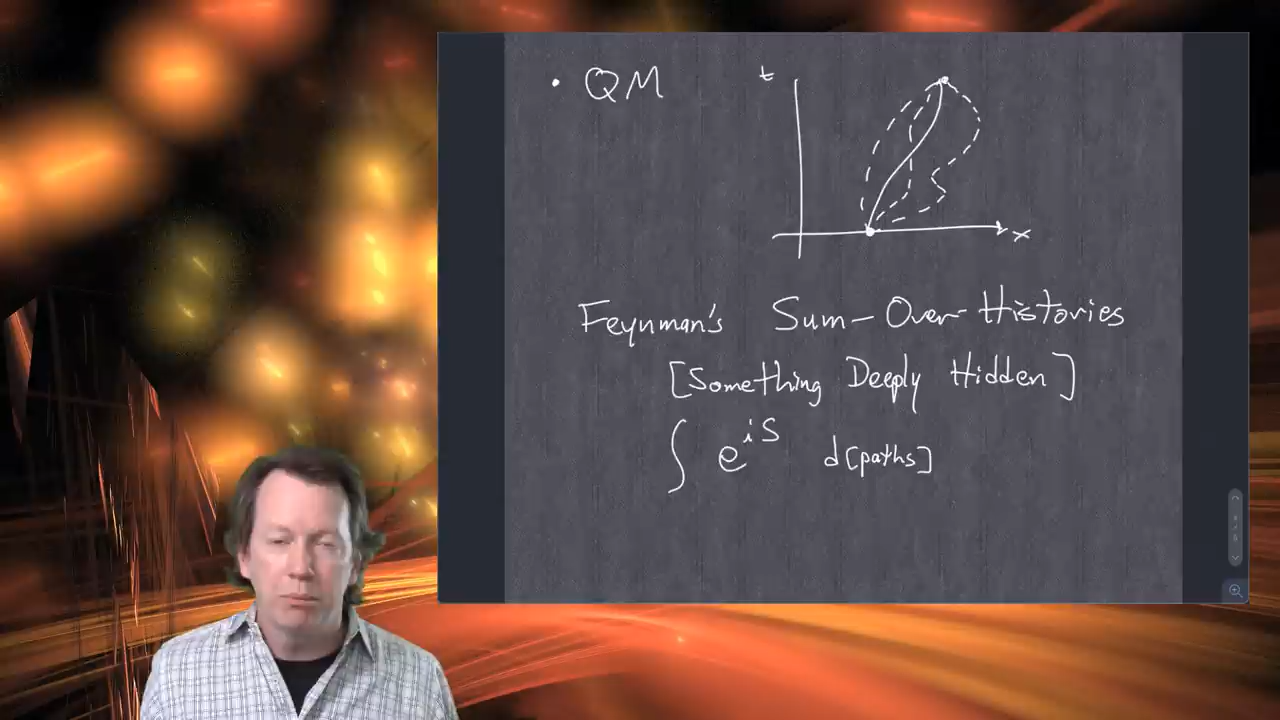 • QM
t
x
Feynman's Sum-Over-Histories
[Something Deeply Hidden]
∫ e^{iS} d[paths]